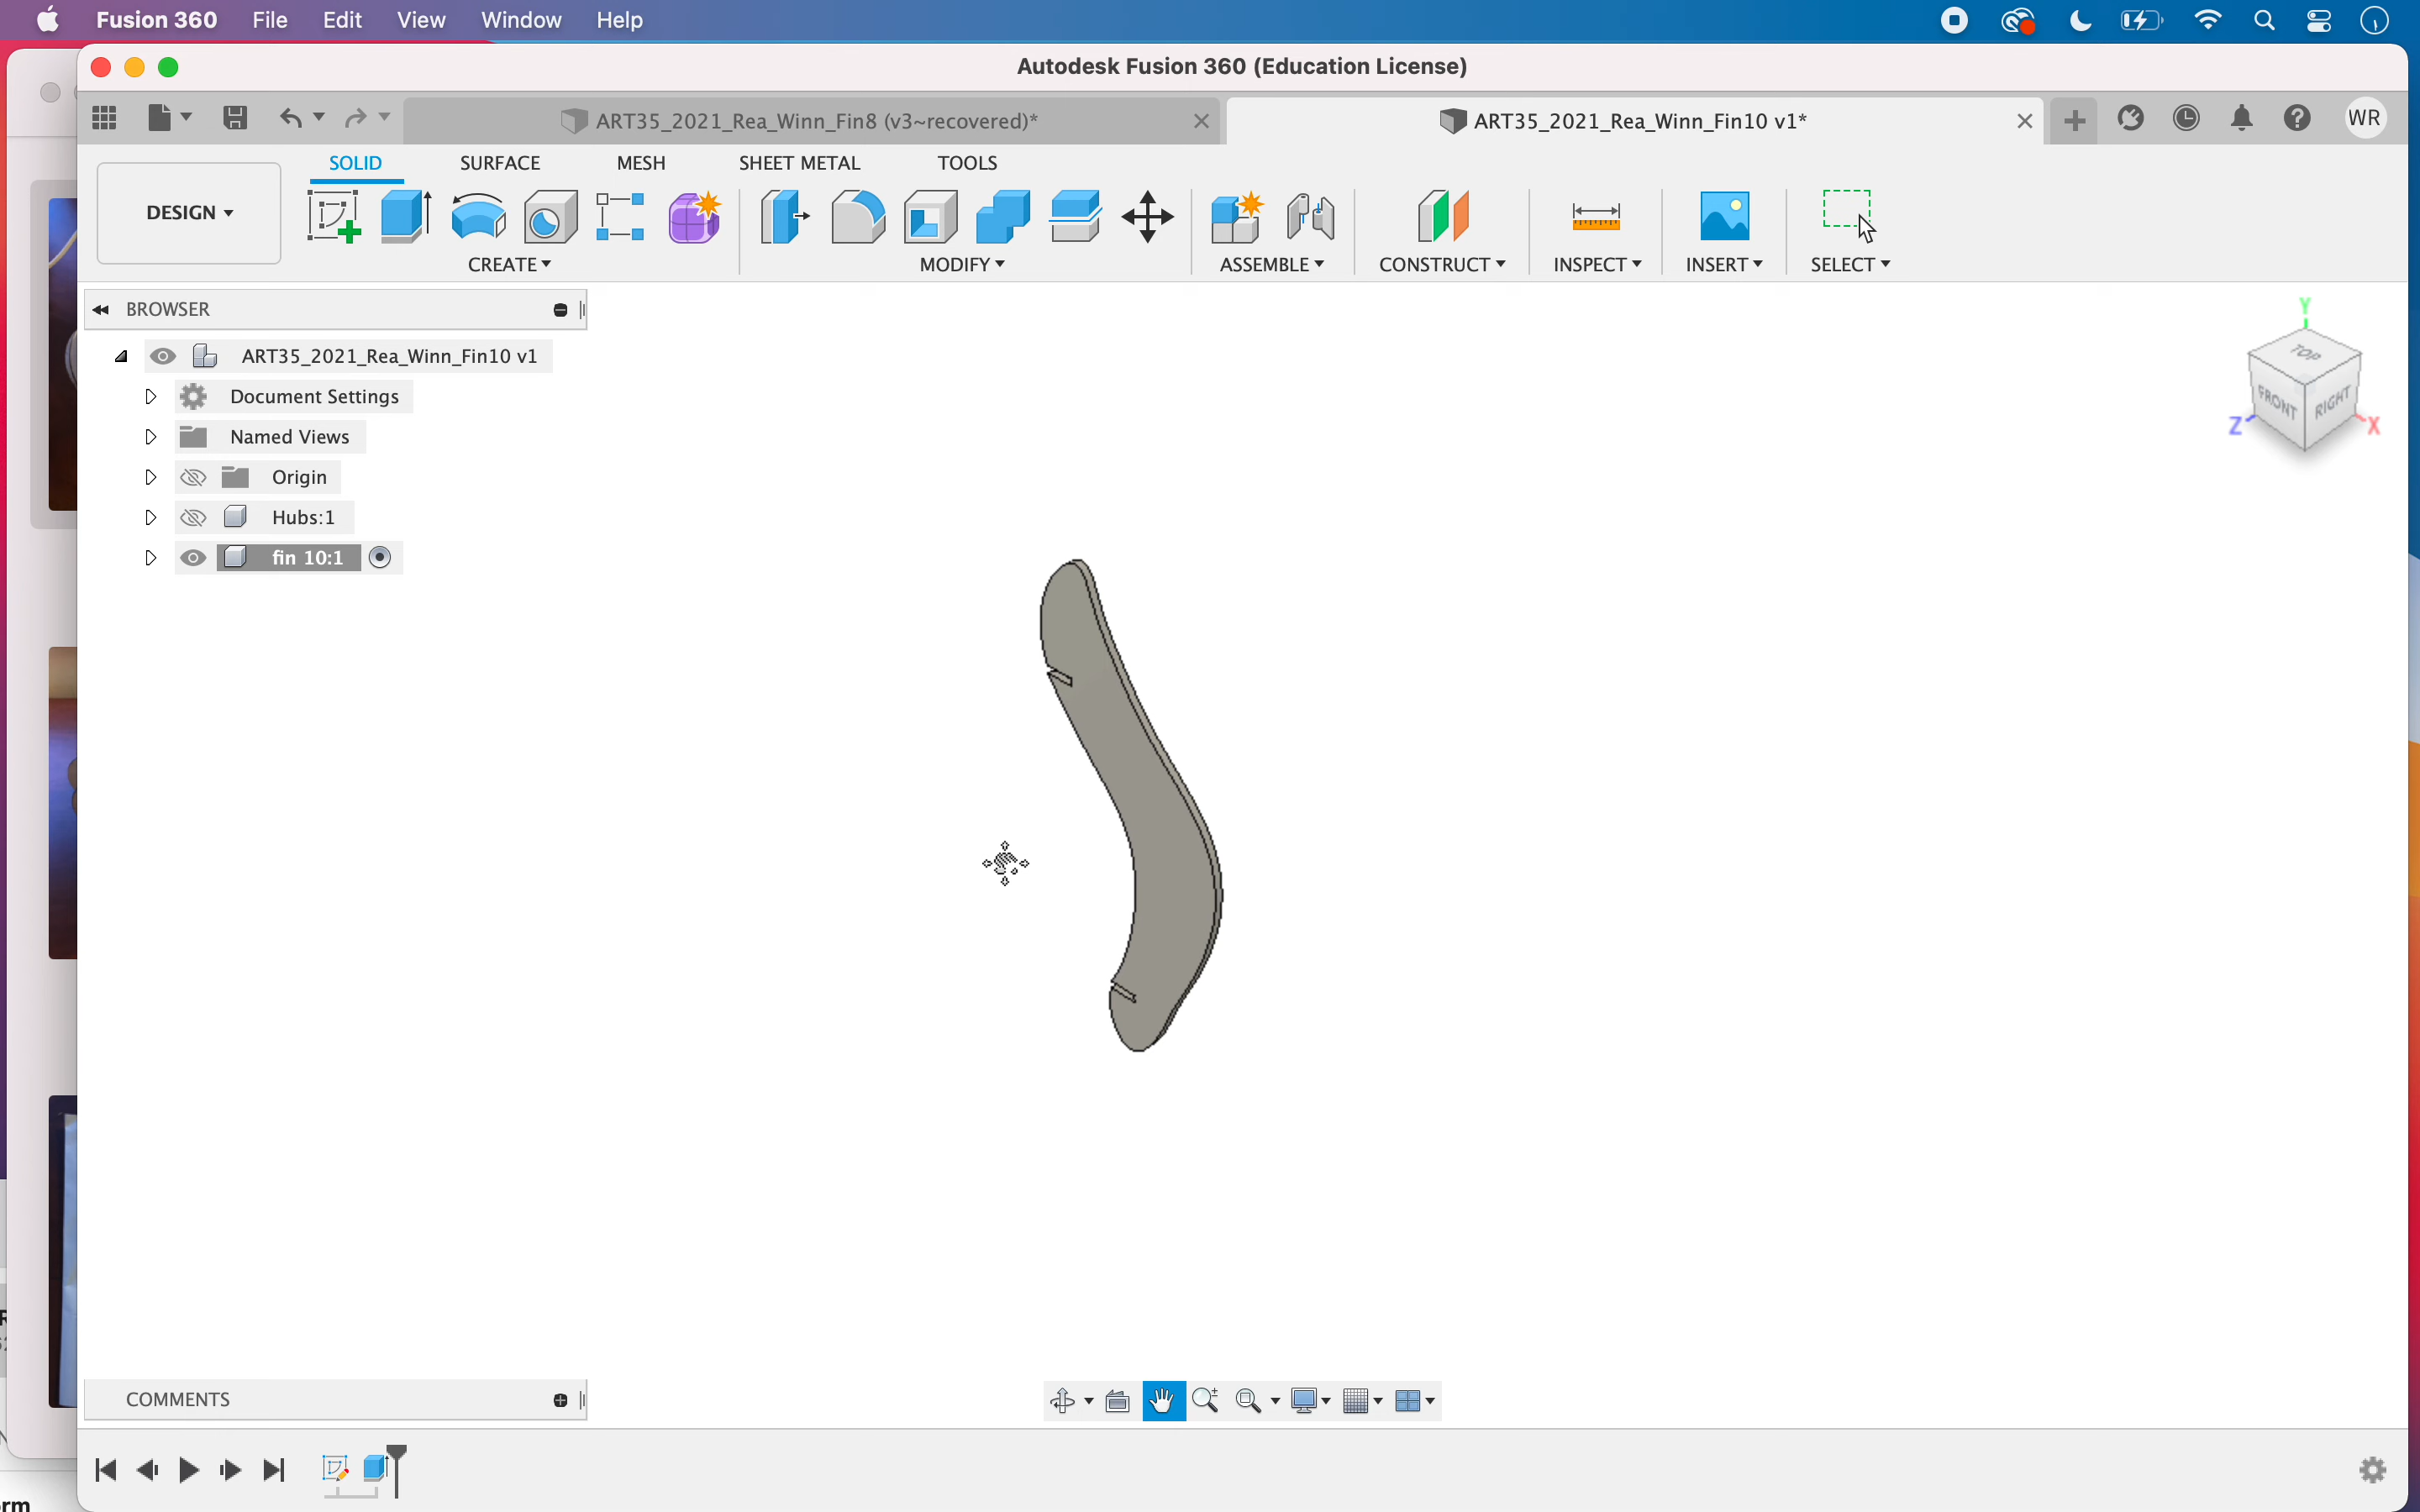 Fusion 360 File Edit View Window Help
Autodesk Fusion 360 (Education License)
ART35_2021_Rea_Winn_Fin8 (v3~recovered)* ART35_2021_Rea_Winn_Fin10 v1* WR
SOLID SURFACE MESH SHEET METAL TOOLS
DESIGN
CREATE MODIFY ASSEMBLE CONSTRUCT INSPECT INSERT SELECT
BROWSER
ART35_2021_Rea_Winn_Fin10 v1
Document Settings
Named Views
Origin
Hubs:1
fin 10:1
Y
TOP
FRONT RIGHT
Z X
COMMENTS